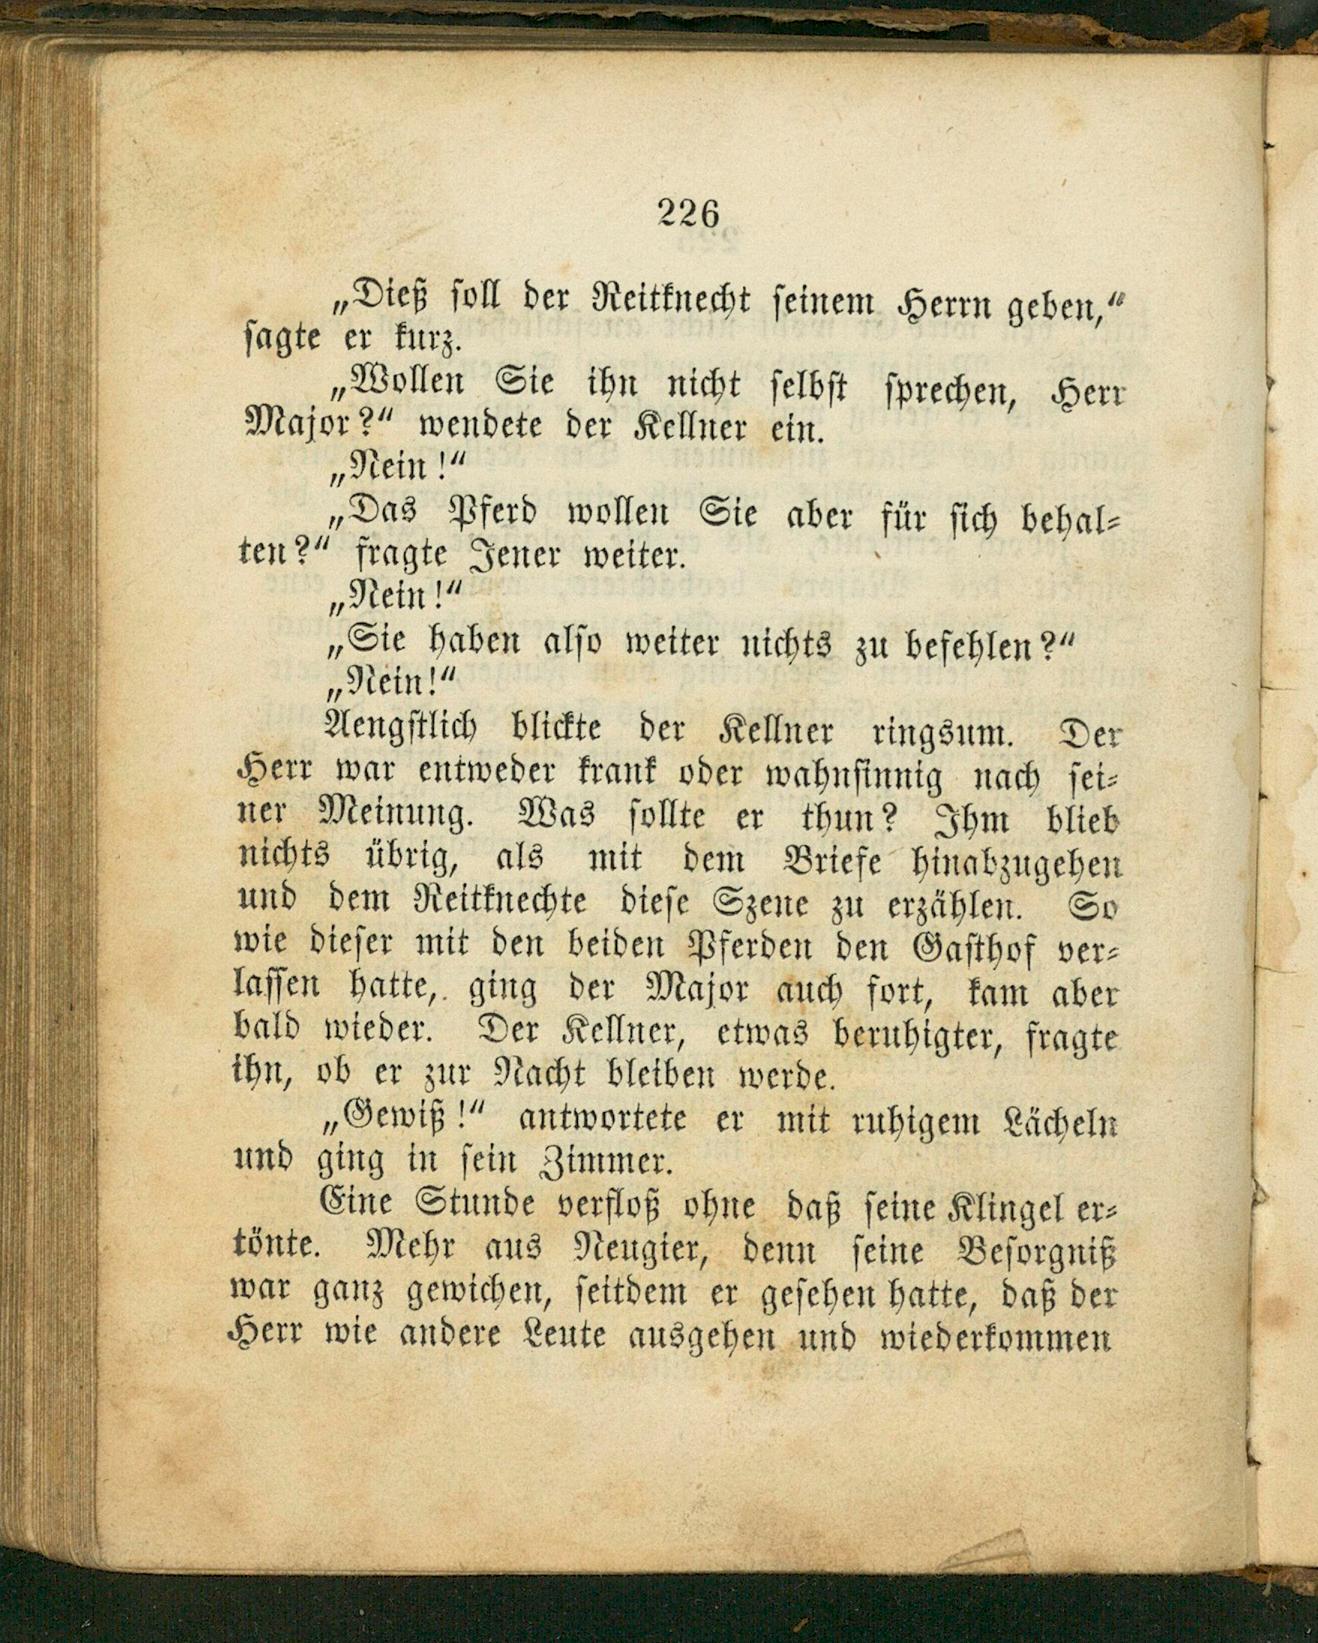 226
„Dieß soll der Reitknecht seinem Herrn geben,“
sagte er kurz.
„Wollen Sie ihn nicht selbst sprechen, Herr
Major?“ wendete der Kellner ein.
„Nein!“
„Das Pferd wollen Sie aber für sich behal-
ten?“ fragte Jener weiter.
„Nein!“
„Sie haben also weiter nichts zu befehlen?“
„Nein!“
Aengstlich blickte der Kellner ringsum. Der
Herr war entweder krank oder wahnsinnig nach sei-
ner Meinung. Was sollte er thun? Ihm blieb
nichts übrig, als mit dem Briefe hinabzugehen
und dem Reitknechte diese Szene zu erzählen. So
wie dieser mit den beiden Pferden den Gasthof ver-
lassen hatte, ging der Major auch fort, kam aber
bald wieder. Der Kellner, etwas beruhigter, fragte
ihn, ob er zur Nacht bleiben werde.
„Gewiß!“ antwortete er mit ruhigem Lächeln
und ging in sein Zimmer.
Eine Stunde verfloß ohne daß seine Klingel er-
tönte. Mehr aus Neugier, denn seine Besorgniß
war ganz gewichen, seitdem er gesehen hatte, daß der
Herr wie andere Leute ausgehen und wiederkommen